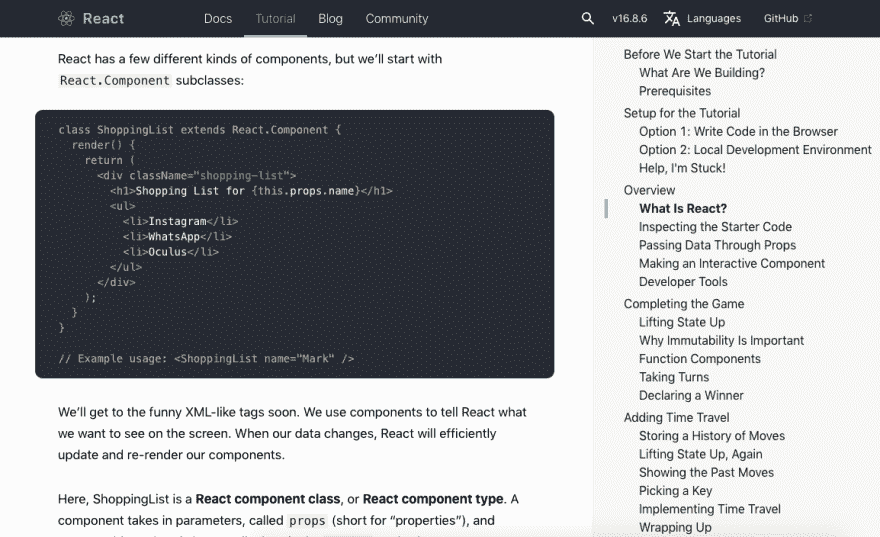 React
Docs
Tutorial
Blog
Community
v16.8.6
Languages
GitHub
React has a few different kinds of components, but we’ll start with
React.Component subclasses:
class ShoppingList extends React.Component {
  render() {
    return (
      <div className="shopping-list">
        <h1>Shopping List for {this.props.name}</h1>
        <ul>
          <li>Instagram</li>
          <li>WhatsApp</li>
          <li>Oculus</li>
        </ul>
      </div>
    );
  }
}
// Example usage: <ShoppingList name="Mark" />
We’ll get to the funny XML-like tags soon. We use components to tell React what
we want to see on the screen. When our data changes, React will efficiently
update and re-render our components.
Here, ShoppingList is a React component class, or React component type. A
component takes in parameters, called props (short for “properties”), and
Before We Start the Tutorial
What Are We Building?
Prerequisites
Setup for the Tutorial
Option 1: Write Code in the Browser
Option 2: Local Development Environment
Help, I'm Stuck!
Overview
What Is React?
Inspecting the Starter Code
Passing Data Through Props
Making an Interactive Component
Developer Tools
Completing the Game
Lifting State Up
Why Immutability Is Important
Function Components
Taking Turns
Declaring a Winner
Adding Time Travel
Storing a History of Moves
Lifting State Up, Again
Showing the Past Moves
Picking a Key
Implementing Time Travel
Wrapping Up